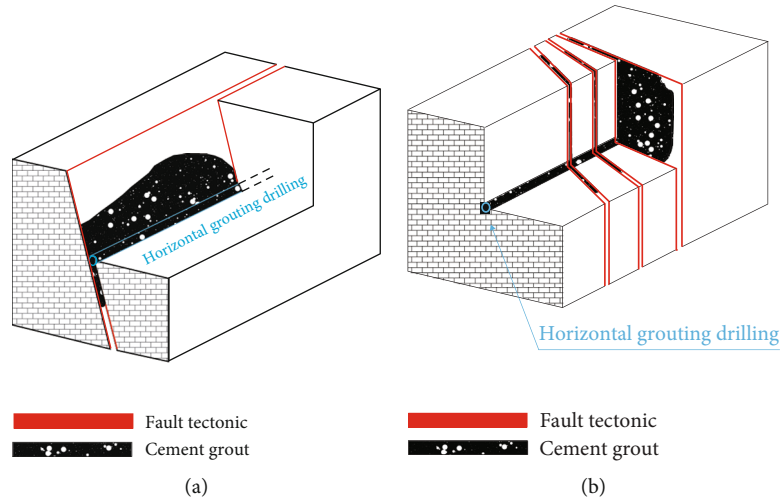 Horizontal grouting drilling
Fault tectonic
Cement grout
(a)
Horizontal grouting drilling
Fault tectonic
Cement grout
(b)